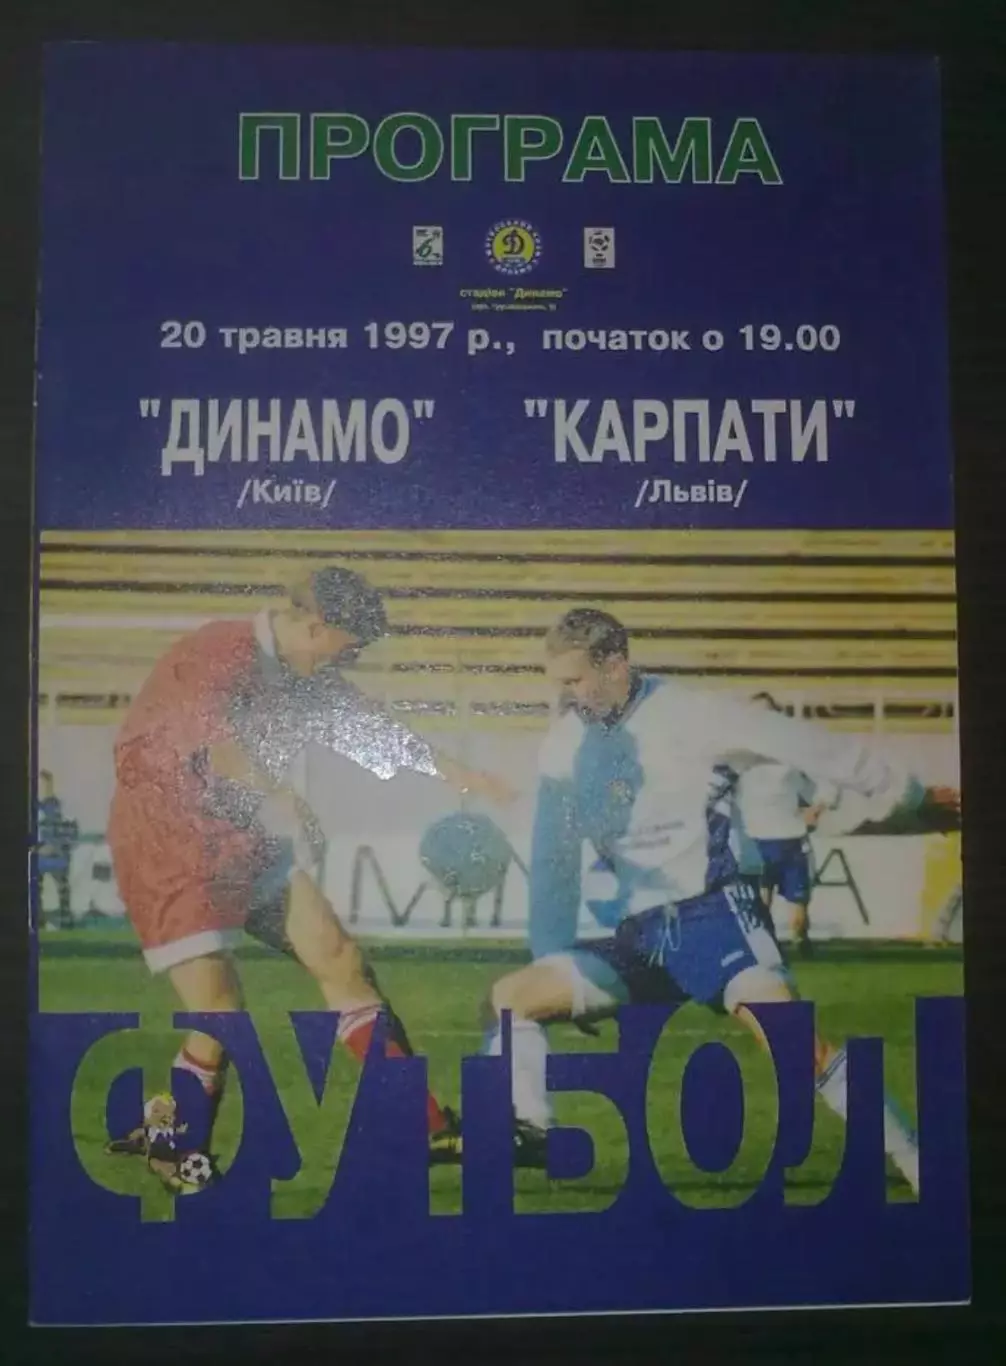 ПРОГРАМА
стадіон "Динамо"
20 травня 1997 р., початок о 19.00
"ДИНАМО" "КАРПАТИ"
/Київ/ /Львів/
ФУТБОЛ